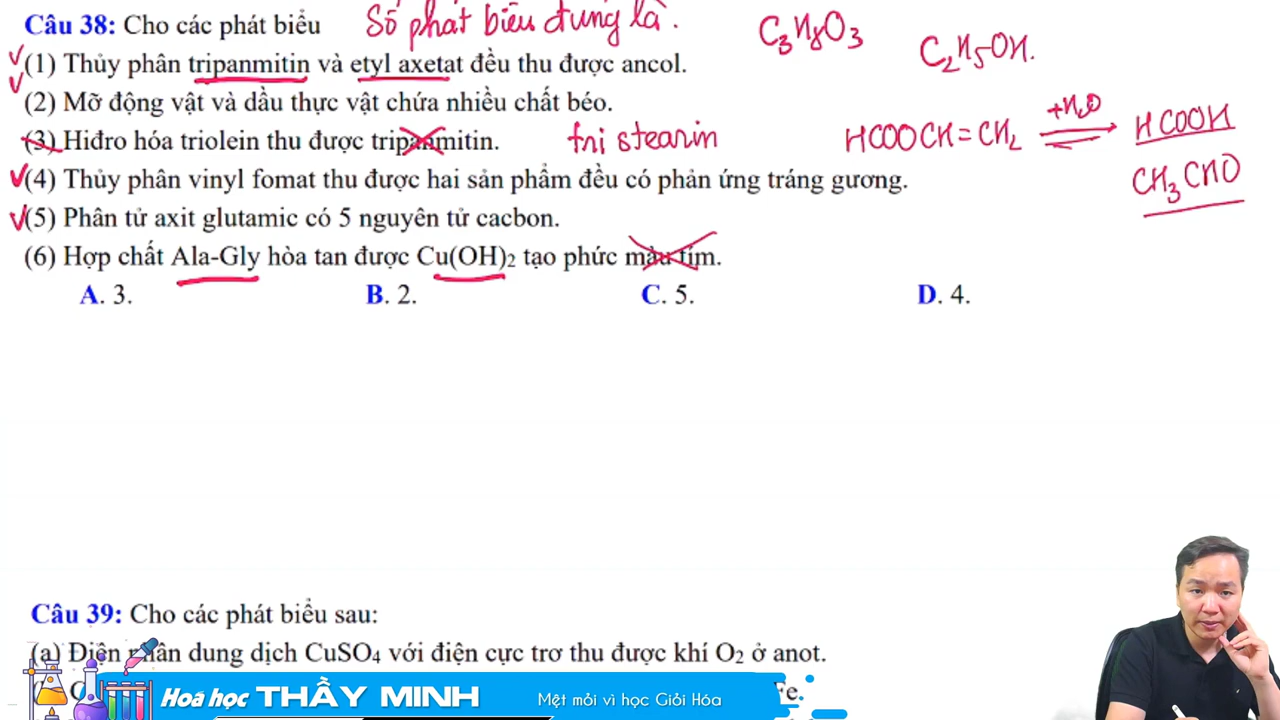 Câu 38: Cho các phát biểu Số phát biểu đúng là.
C3H8O3
C2H5OH.
(1) Thủy phân tripanmitin và etyl axetat đều thu được ancol.
(2) Mỡ động vật và dầu thực vật chứa nhiều chất béo.
(3) Hiđro hóa triolein thu được tripanmitin. tri stearin
HCOOCH=CH2 +H2O HCOOH
CH3CHO
(4) Thủy phân vinyl fomat thu được hai sản phẩm đều có phản ứng tráng gương.
(5) Phân tử axit glutamic có 5 nguyên tử cacbon.
(6) Hợp chất Ala-Gly hòa tan được Cu(OH)2 tạo phức màu tím.
A. 3. B. 2. C. 5. D. 4.
Câu 39: Cho các phát biểu sau:
(a) Điện phân dung dịch CuSO4 với điện cực trơ thu được khí O2 ở anot.
Fe.
Hoá học THẦY MINH Mệt mỏi vì học Giỏi Hóa